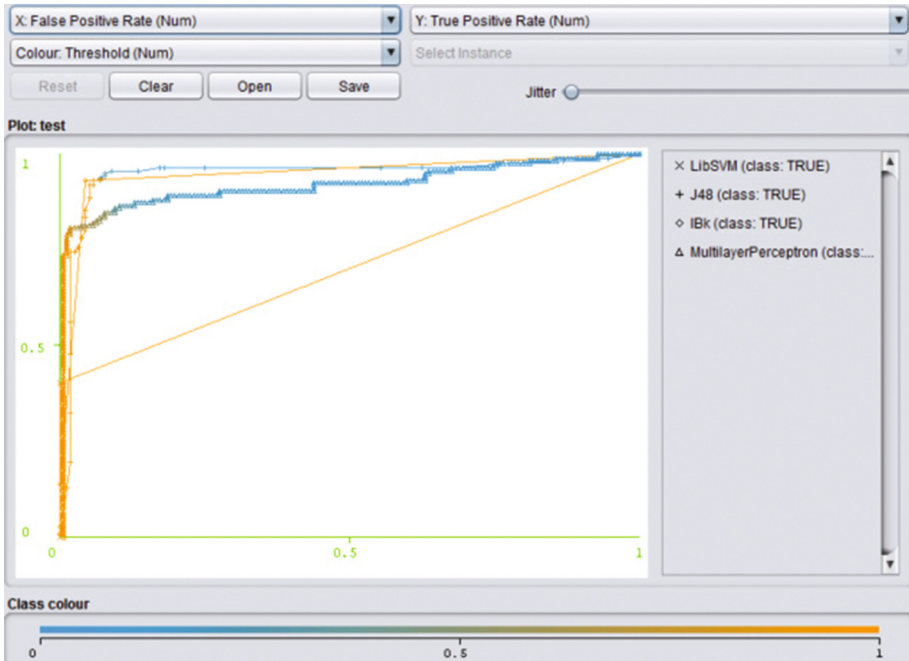 X: False Positive Rate (Num)
Y: True Positive Rate (Num)
Colour: Threshold (Num)
Select Instance
Reset
Clear
Open
Save
Jitter
Plot: test
1
0.5
0
0
0.5
1
LibSVM (class: TRUE)
J48 (class: TRUE)
IBk (class: TRUE)
MultilayerPerceptron (class:...
Class colour
0
0.5
1